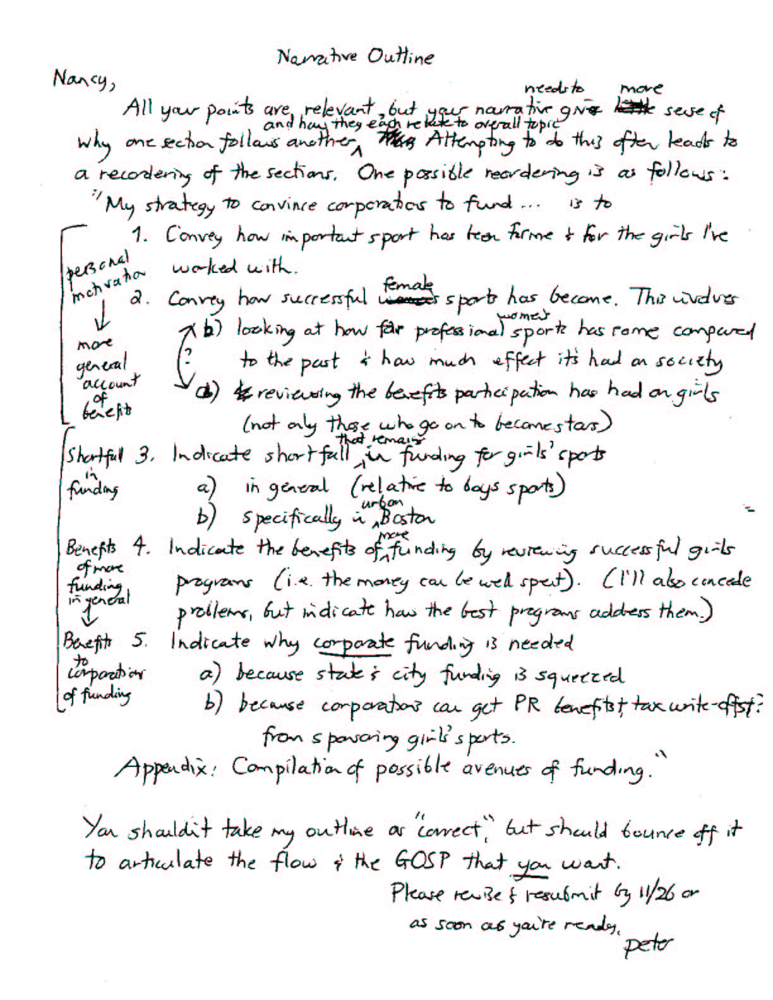 Narrative Outline
Nancy,
needs to more
All your points are relevant, but your narrative give sense of
and how they each relate to overall topic
why one section follows another. Attempting to do this often leads to
a reordering of the sections. One possible reordering is as follows:
"My strategy to convince corporations to fund... is to
1. Convey how important sport has been for me & for the girls I've
personal worked with.
motivation
female
2. Convey how successful sports has become. This involves
women's
b) looking at how far professional sports has come compared
more
? to the past & how much effect it's had on society
general
account a) reviewing the benefits participation has had on girls
of
benefit (not only those who go on to become stars)
that remains
Shortfall 3. Indicate shortfall in funding for girls' sports
in
funding a) in general (relative to boys sports)
urban
b) specifically in Boston
more
Benefits 4. Indicate the benefits of funding by reviewing successful girls
of more
funding programs (i.e. the money can be well spent). (I'll also concede
in general
problems, but indicate how the best programs address them.)
Benefits 5. Indicate why corporate funding is needed
to
corporations a) because state & city funding is squeezed
of funding
b) because corporations can get PR benefits + tax write-offs?
from sponsoring girls' sports.
Appendix: Compilation of possible avenues of funding."
You shouldn't take my outline as "correct", but should bounce off it
to articulate the flow & the GOSP that you want.
Please revise & resubmit by 11/26 or
as soon as you're ready,
Peter